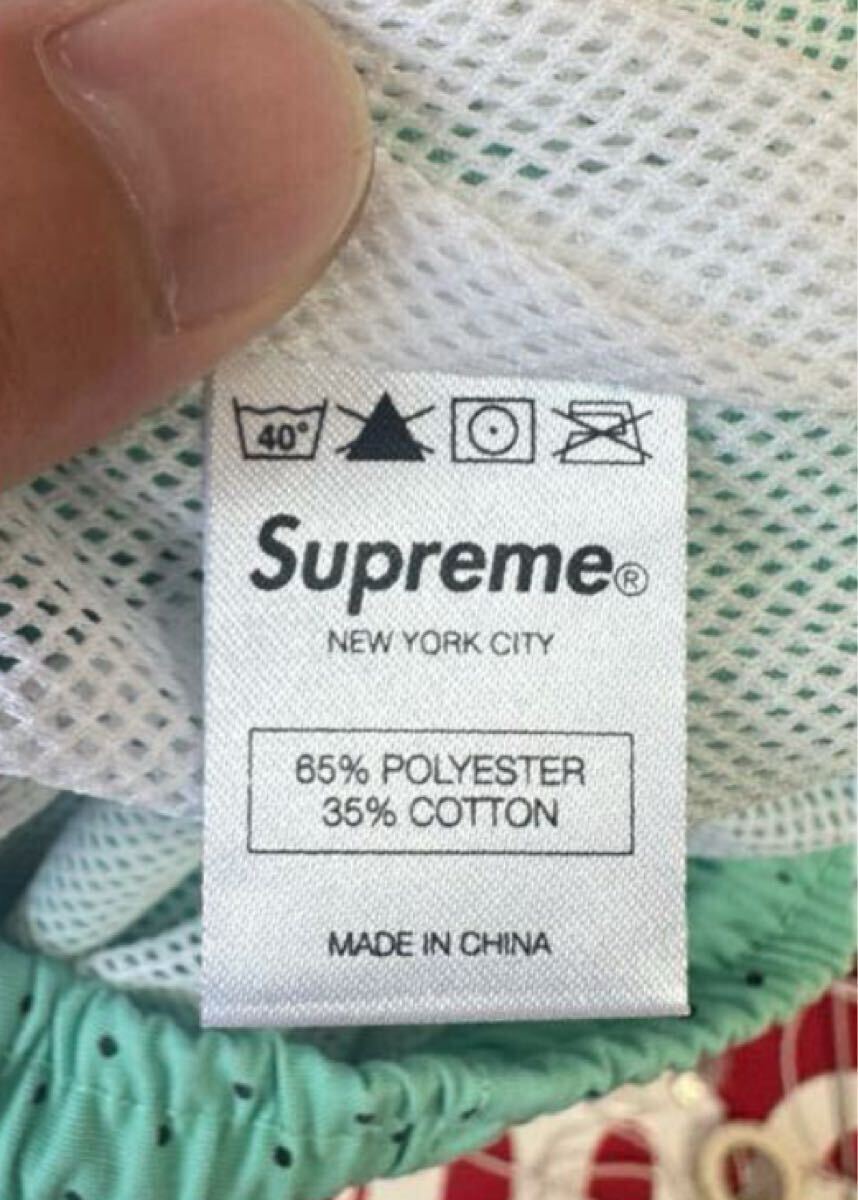 40°
Supreme®
NEW YORK CITY
65% POLYESTER
35% COTTON
MADE IN CHINA